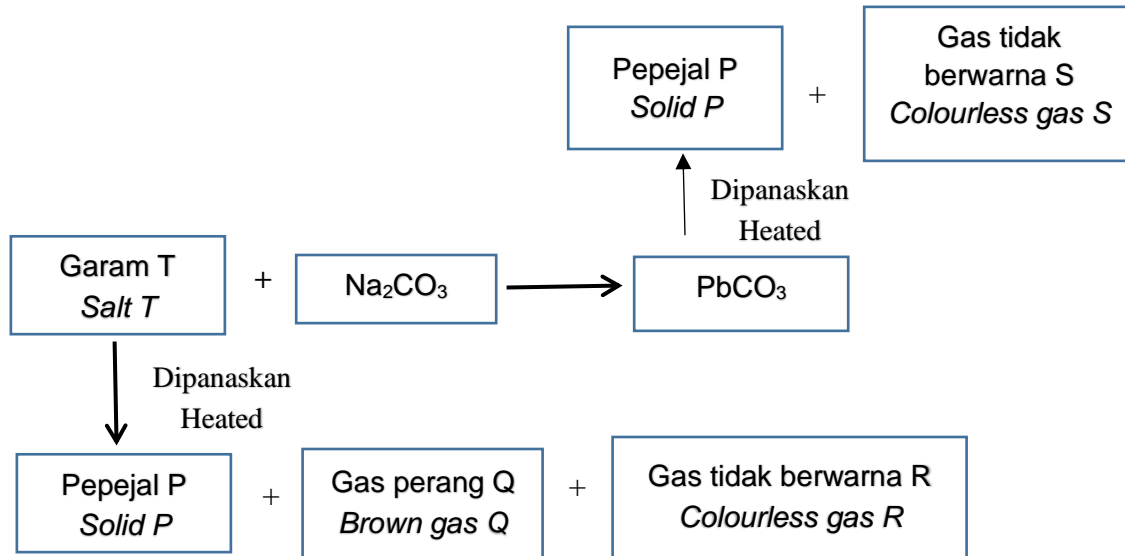 Pepejal P
Solid P
+
Gas tidak
berwarna S
Colourless gas S
Dipanaskan
Heated
Garam T
Salt T
+
Na₂CO₃
PbCO₃
Dipanaskan
Heated
Pepejal P
Solid P
+
Gas perang Q
Brown gas Q
+
Gas tidak berwarna R
Colourless gas R